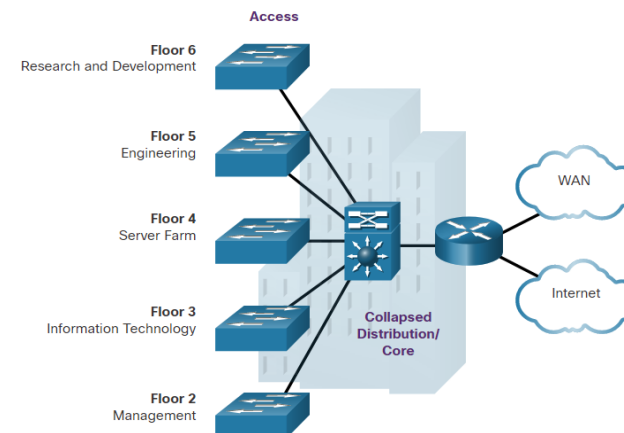 Access
Floor 6
Research and Development
Floor 5
Engineering
Floor 4
Server Farm
Floor 3
Information Technology
Floor 2
Management
Collapsed
Distribution/
Core
WAN
Internet